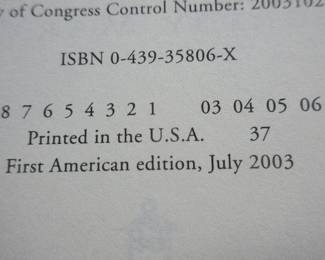 of Congress Control Number: 2003102
ISBN 0-439-35806-X
8 7 6 5 4 3 2 1 03 04 05 06
Printed in the U.S.A. 37
First American edition, July 2003